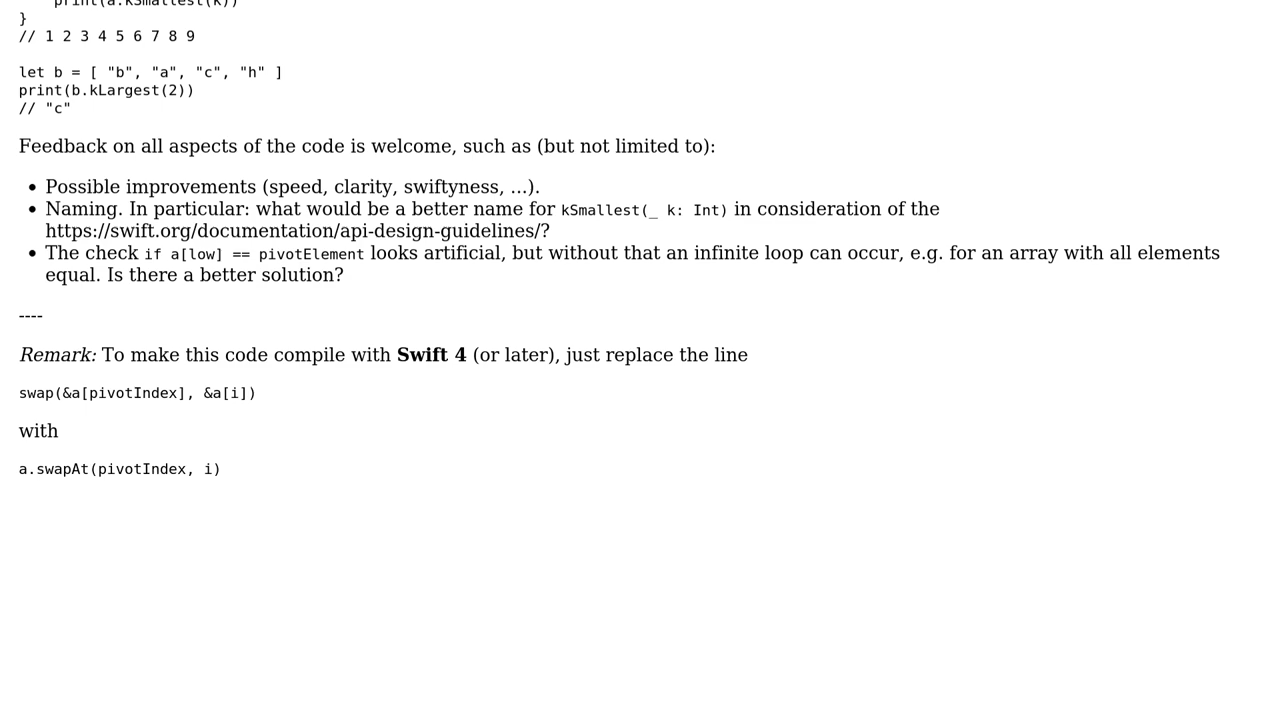 print(a.kSmallest(k))
}
// 1 2 3 4 5 6 7 8 9
let b = [ "b", "a", "c", "h" ]
print(b.kLargest(2))
// "c"
Feedback on all aspects of the code is welcome, such as (but not limited to):
• Possible improvements (speed, clarity, swiftyness, ...).
• Naming. In particular: what would be a better name for kSmallest(_ k: Int) in consideration of the
https://swift.org/documentation/api-design-guidelines/?
• The check if a[low] == pivotElement looks artificial, but without that an infinite loop can occur, e.g. for an array with all elements
equal. Is there a better solution?
----
Remark: To make this code compile with Swift 4 (or later), just replace the line
swap(&a[pivotIndex], &a[i])
with
a.swapAt(pivotIndex, i)